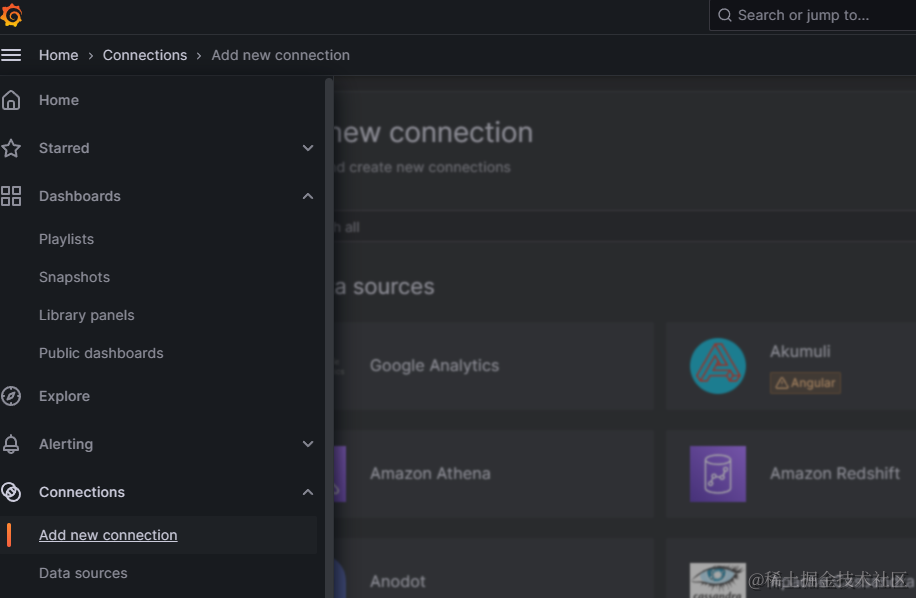 Search or jump to...
Home › Connections › Add new connection
Home
Starred
Dashboards
Playlists
Snapshots
Library panels
Public dashboards
Explore
Alerting
Connections
Add new connection
Data sources
new connection
nd create new connections
h all
a sources
Google Analytics
Akumuli
Angular
Amazon Athena
Amazon Redshift
Anodot
cassandra
@稀土掘金技术社区